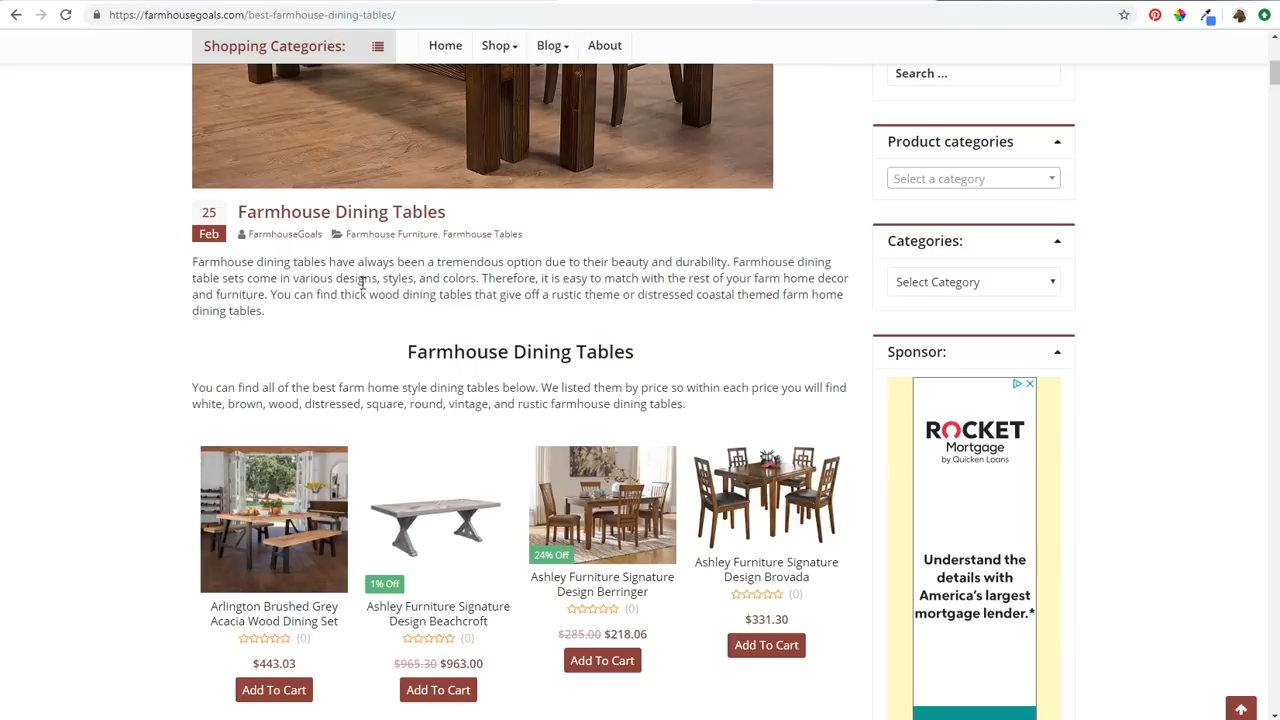 https://farmhousegoals.com/best-farmhouse-dining-tables/
Shopping Categories:
Home
Shop
Blog
About
Search ...
Product categories
Select a category
25
Feb
Farmhouse Dining Tables
FarmhouseGoals
Farmhouse Furniture, Farmhouse Tables
Categories:
Select Category
Farmhouse dining tables have always been a tremendous option due to their beauty and durability. Farmhouse dining
table sets come in various designs, styles, and colors. Therefore, it is easy to match with the rest of your farm home decor
and furniture. You can find thick wood dining tables that give off a rustic theme or distressed coastal themed farm home
dining tables.
Farmhouse Dining Tables
You can find all of the best farm home style dining tables below. We listed them by price so within each price you will find
white, brown, wood, distressed, square, round, vintage, and rustic farmhouse dining tables.
Arlington Brushed Grey
Acacia Wood Dining Set
(0)
$443.03
Add To Cart
1% Off
Ashley Furniture Signature
Design Beachcroft
(0)
$965.30 $963.00
Add To Cart
24% Off
Ashley Furniture Signature
Design Berringer
(0)
$285.00 $218.06
Add To Cart
Ashley Furniture Signature
Design Brovada
(0)
$331.30
Add To Cart
Sponsor:
ROCKET
Mortgage
by Quicken Loans
Understand the
details with
America's largest
mortgage lender.*